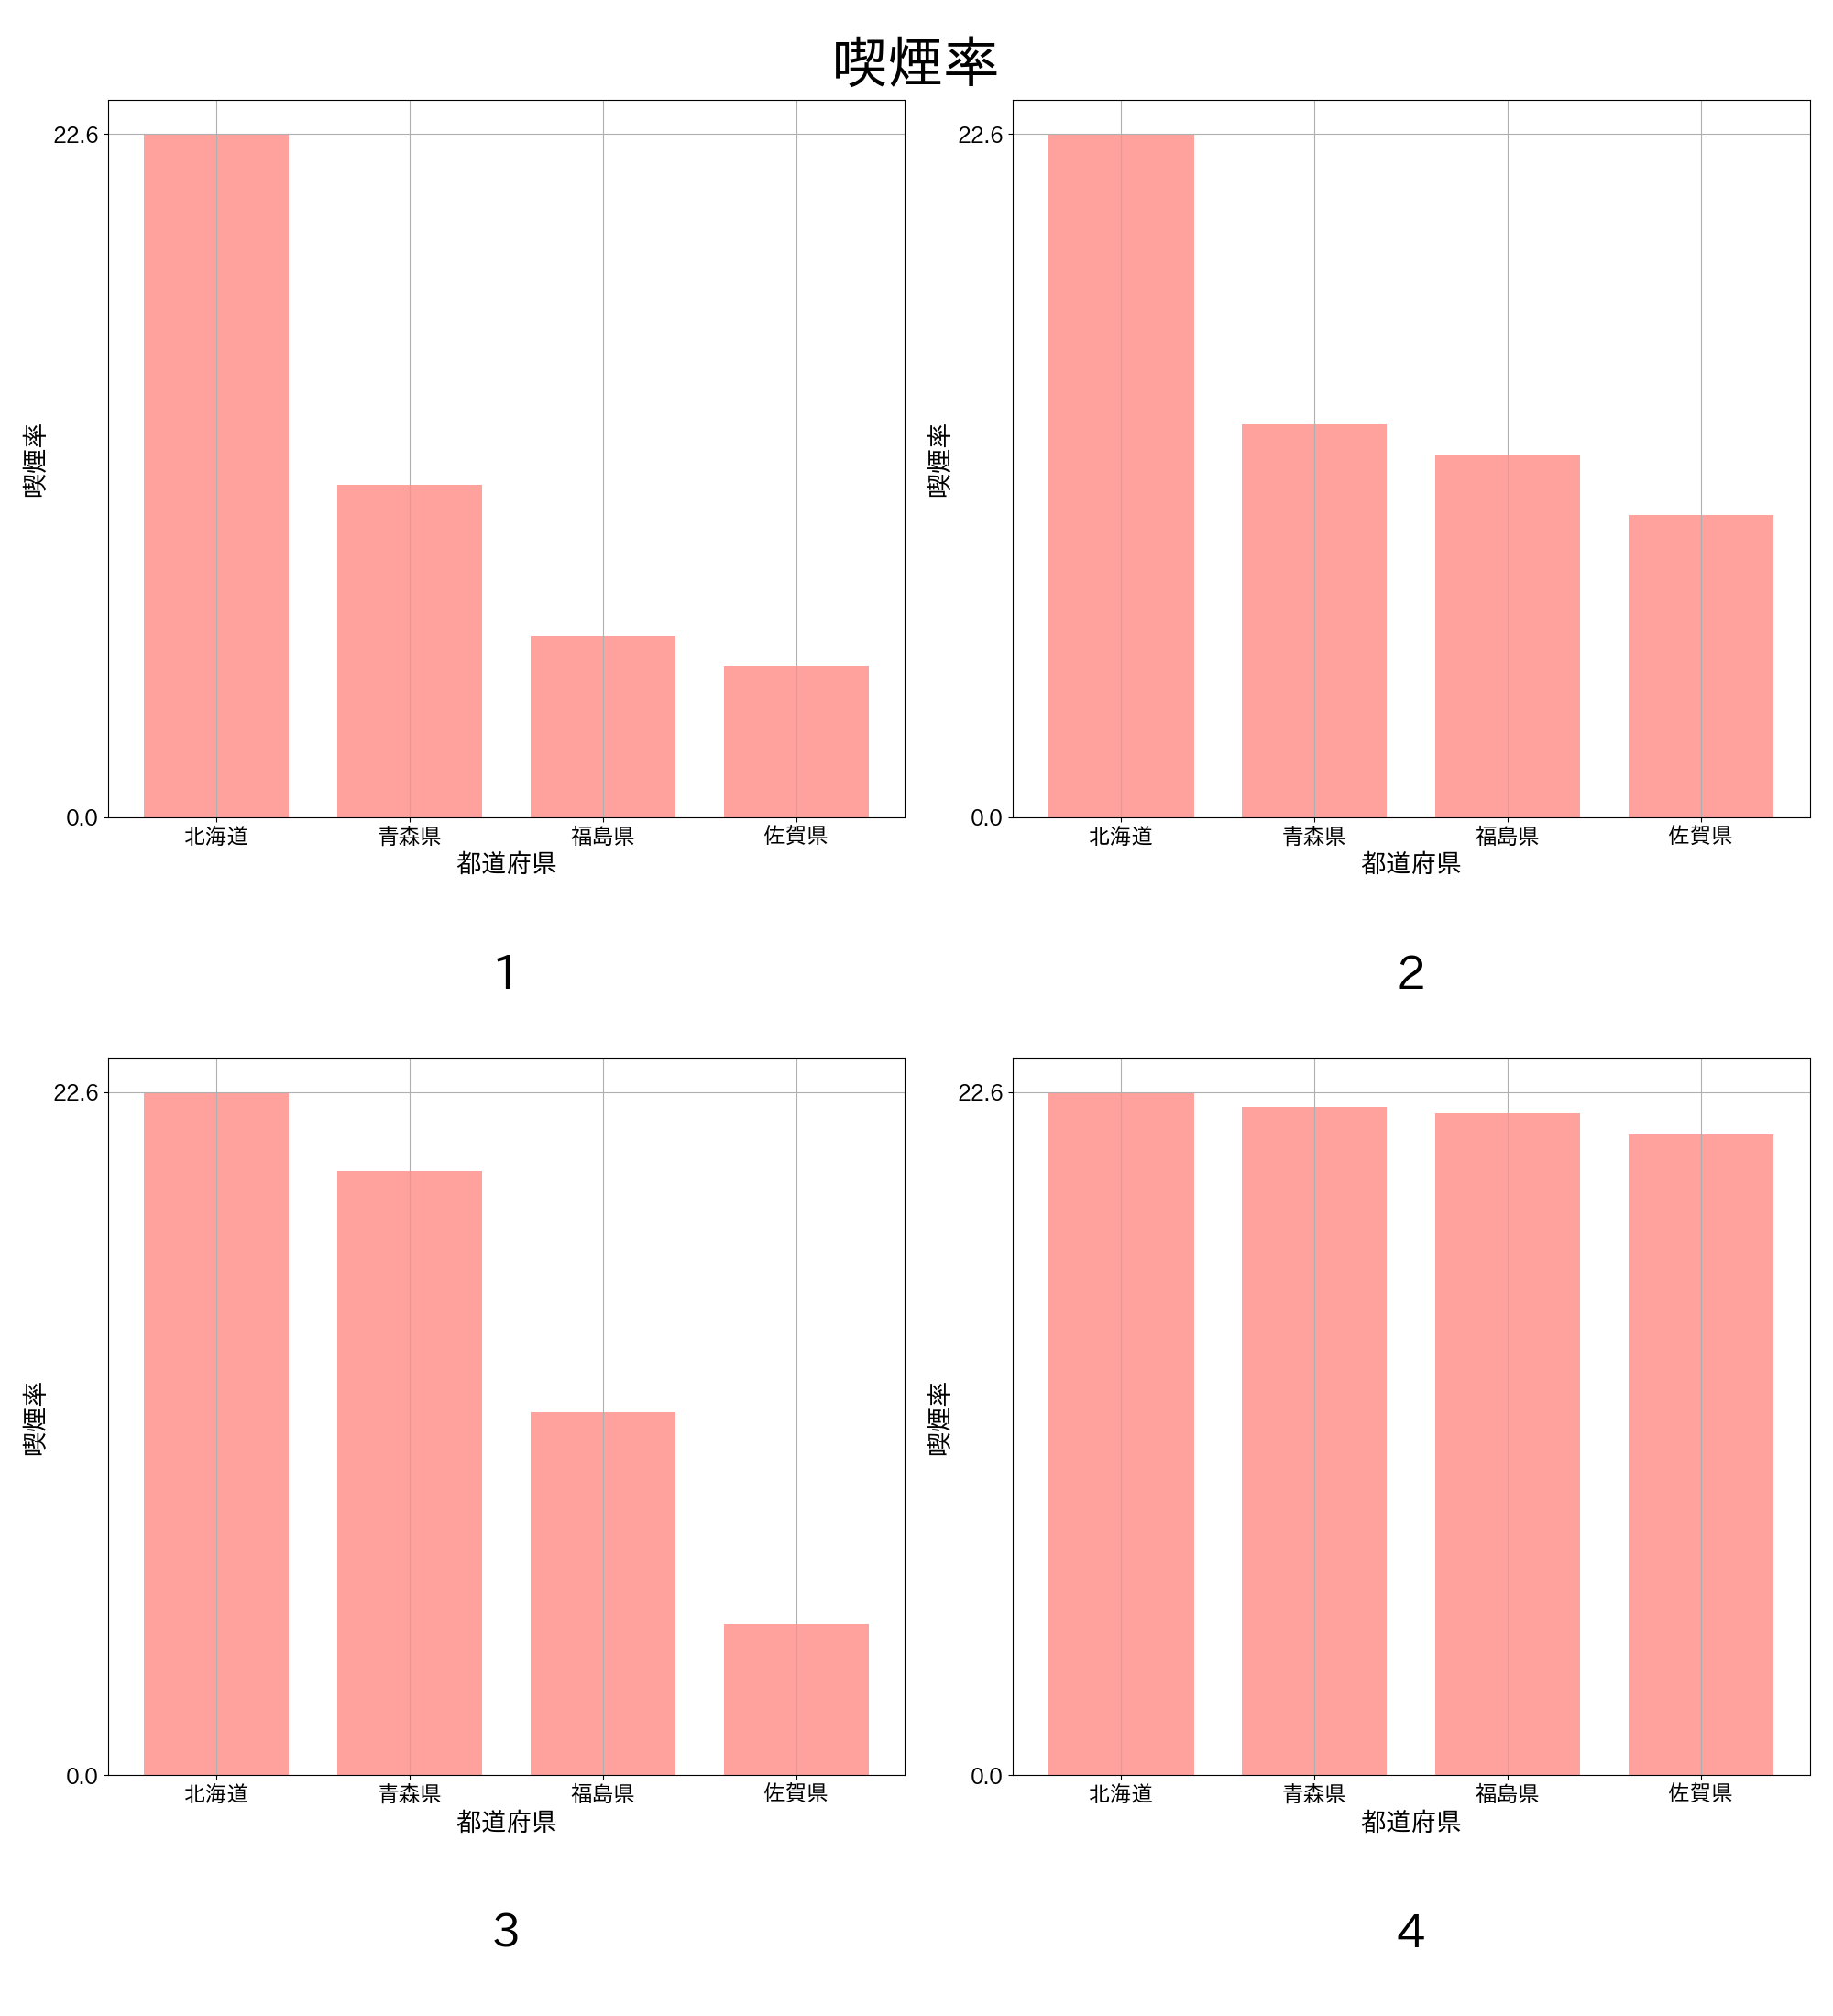 喫煙率
22.6
0.0
喫煙率
北海道 青森県 福島県 佐賀県
都道府県
1
22.6
0.0
喫煙率
北海道 青森県 福島県 佐賀県
都道府県
2
22.6
0.0
喫煙率
北海道 青森県 福島県 佐賀県
都道府県
3
22.6
0.0
喫煙率
北海道 青森県 福島県 佐賀県
都道府県
4